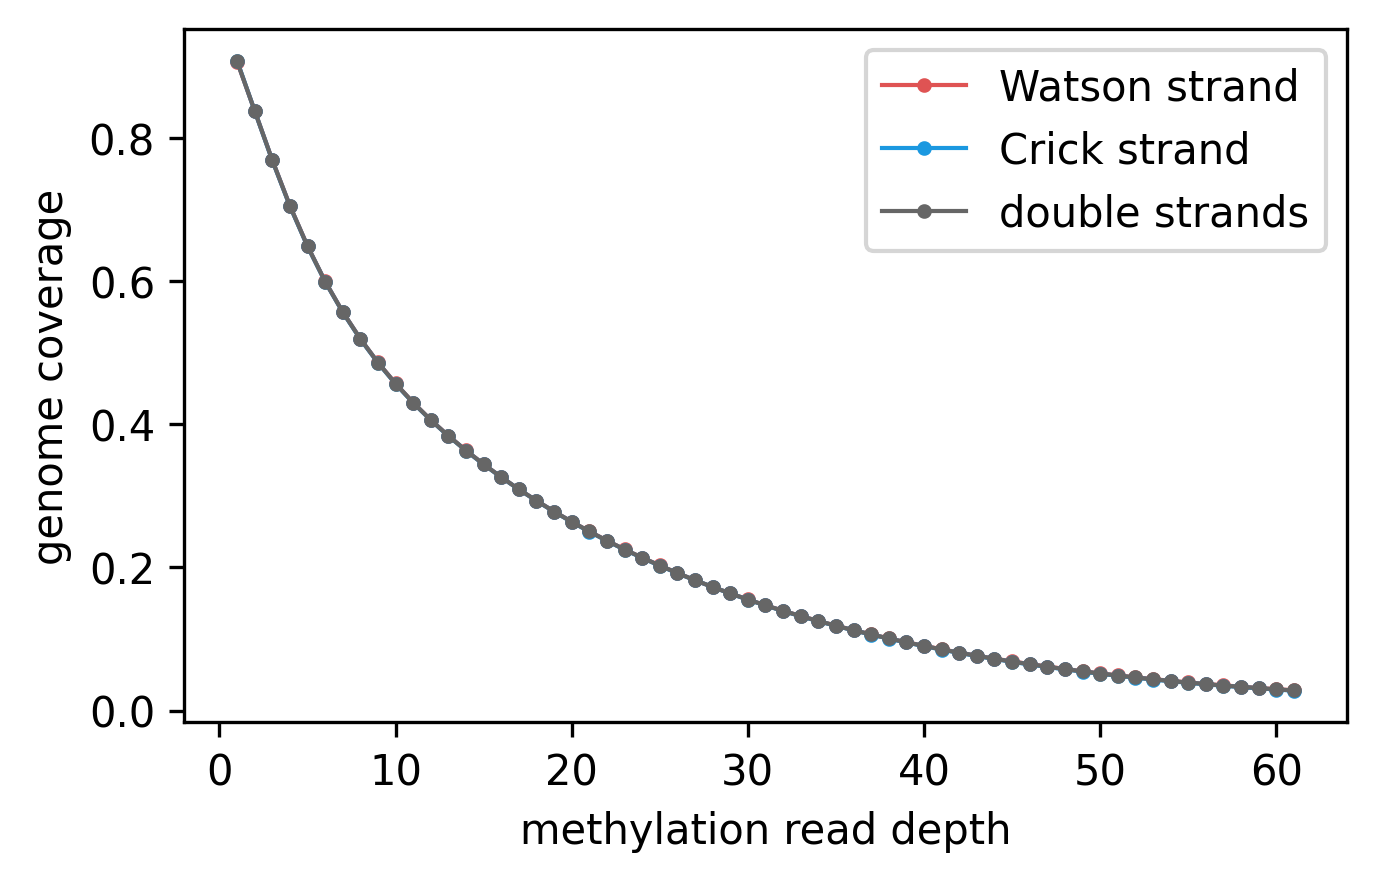 Watson strand
Crick strand
double strands
genome coverage
0.8
0.6
0.4
0.2
0.0
0 10 20 30 40 50 60
methylation read depth